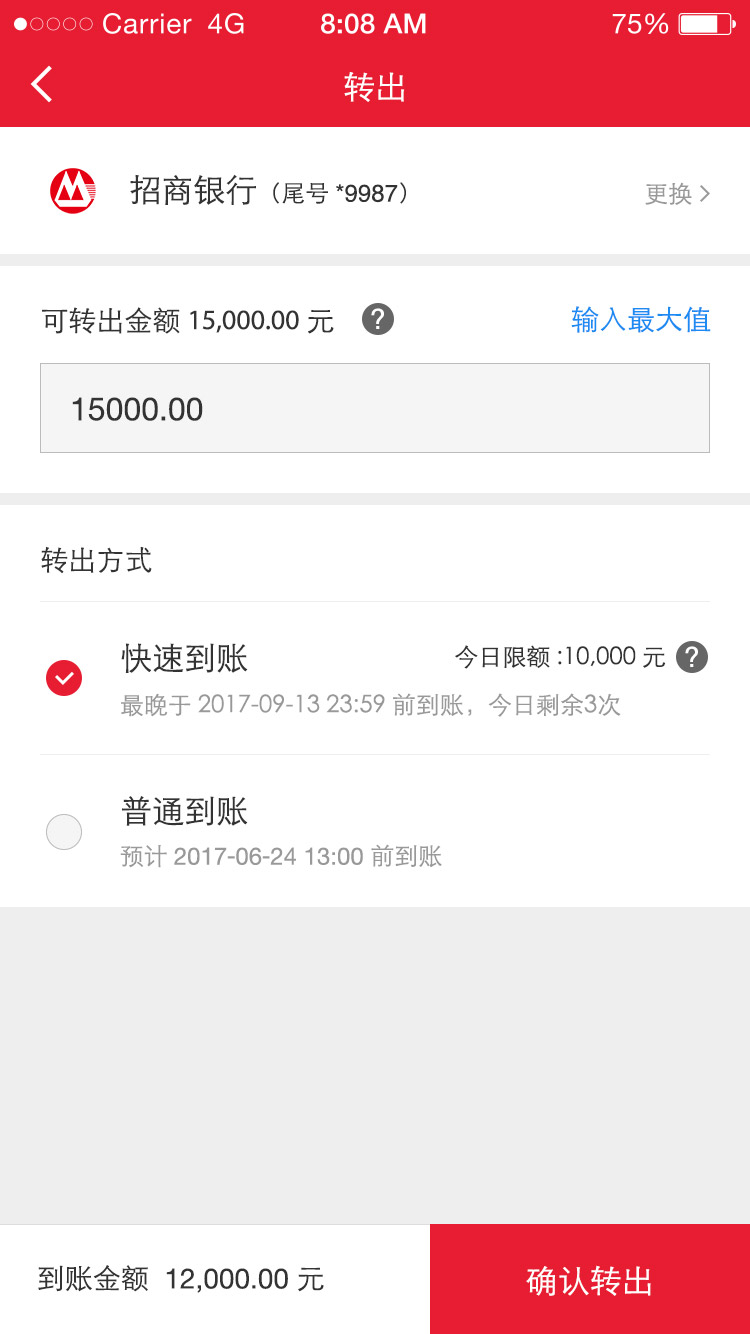 Carrier 4G 8:08 AM 75%
转出
招商银行（尾号 *9987） 更换
可转出金额 15,000.00 元 ? 输入最大值
15000.00
转出方式
快速到账 今日限额 :10,000 元 ?
最晚于 2017-09-13 23:59 前到账，今日剩余3次
普通到账
预计 2017-06-24 13:00 前到账
到账金额 12,000.00 元 确认转出